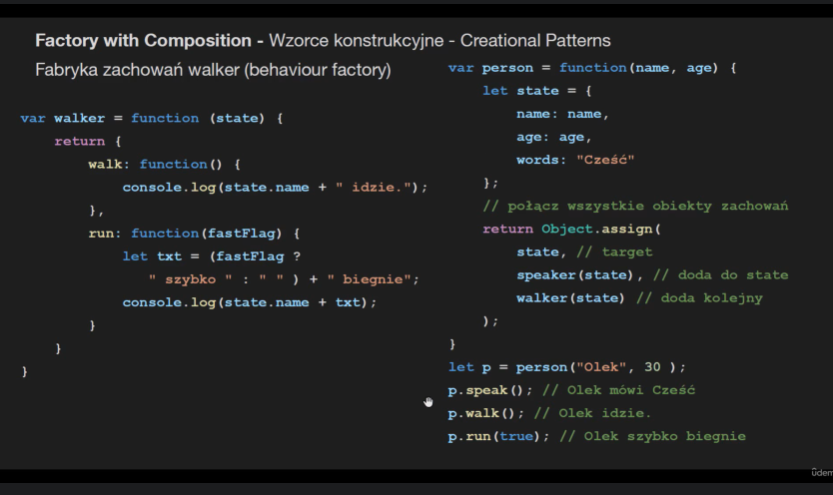 Factory with Composition - Wzorce konstrukcyjne - Creational Patterns
Fabryka zachowań walker (behaviour factory)
var walker = function (state) {
    return {
        walk: function() {
            console.log(state.name + " idzie.");
        },
        run: function(fastFlag) {
            let txt = (fastFlag ?
               " szybko " : " " ) + " biegnie";
            console.log(state.name + txt);
        }
    }
}
var person = function(name, age) {
    let state = {
        name: name,
        age: age,
        words: "Cześć"
    };
    // połącz wszystkie obiekty zachowań
    return Object.assign(
        state, // target
        speaker(state), // doda do state
        walker(state) // doda kolejny
    );
}
let p = person("Olek", 30 );
p.speak(); // Olek mówi Cześć
p.walk(); // Olek idzie.
p.run(true); // Olek szybko biegnie